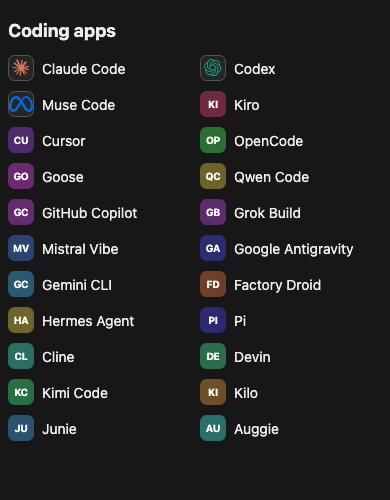 Coding apps
Claude Code
Codex
Muse Code
KI Kiro
CU Cursor
OP OpenCode
GO Goose
QC Qwen Code
GC GitHub Copilot
GB Grok Build
MV Mistral Vibe
GA Google Antigravity
GC Gemini CLI
FD Factory Droid
HA Hermes Agent
PI Pi
CL Cline
DE Devin
KC Kimi Code
KI Kilo
JU Junie
AU Auggie